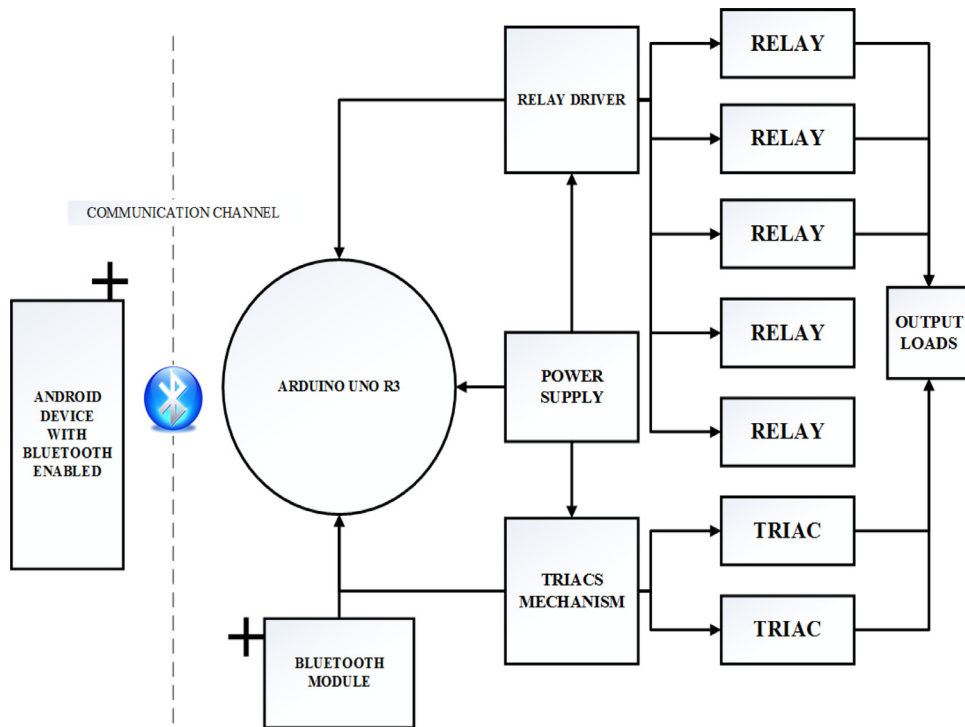 RELAY
RELAY DRIVER
RELAY
COMMUNICATION CHANNEL
RELAY
ANDROID
DEVICE
WITH
BLUETOOTH
ENABLED
ARDUINO UNO R3
POWER
SUPPLY
RELAY
OUTPUT
LOADS
RELAY
TRIACS
MECHANISM
TRIAC
TRIAC
BLUETOOTH
MODULE